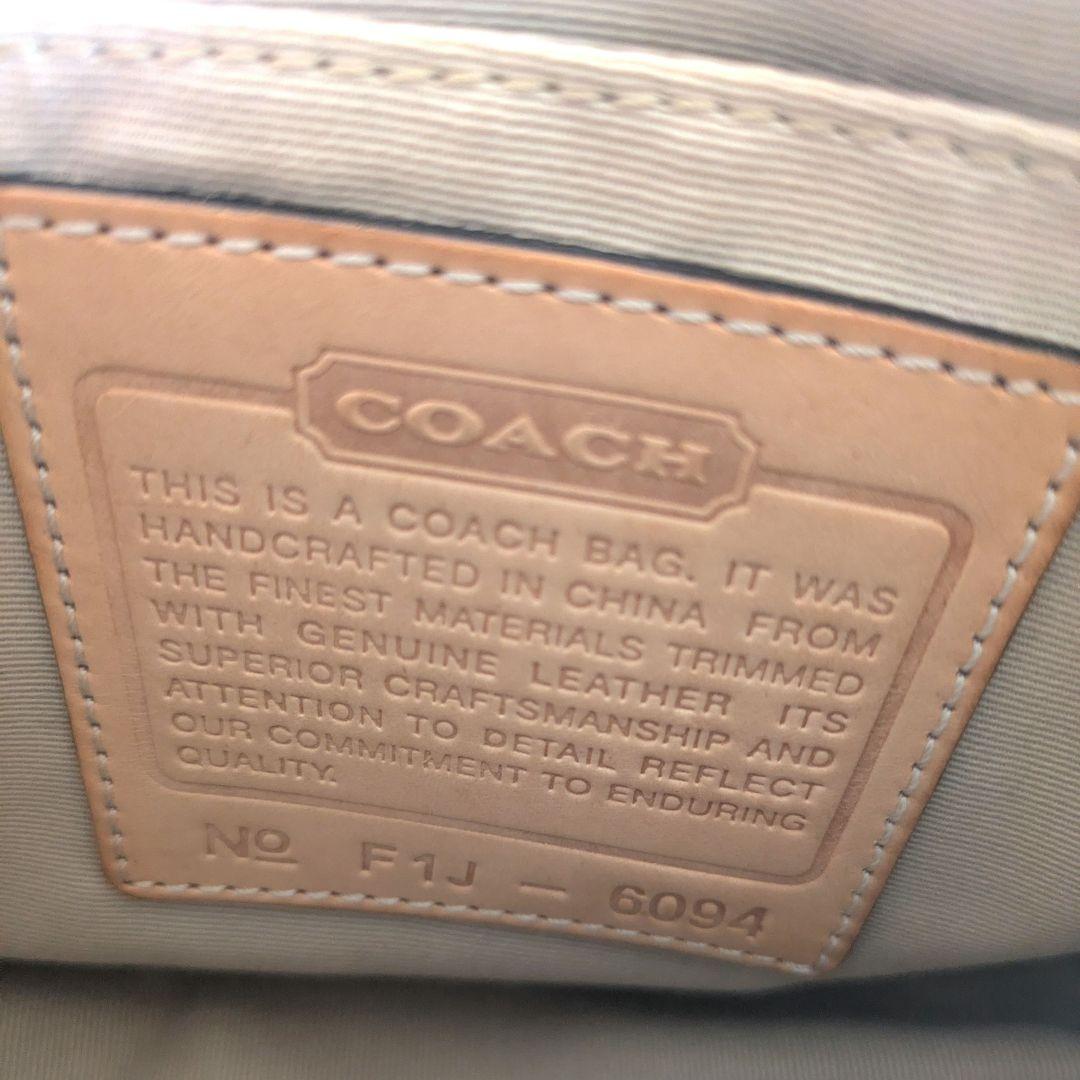 COACH
THIS IS A COACH BAG. IT WAS
HANDCRAFTED IN CHINA FROM
THE FINEST MATERIALS TRIMMED
WITH GENUINE LEATHER ITS
SUPERIOR CRAFTSMANSHIP AND
ATTENTION TO DETAIL REFLECT
OUR COMMITMENT TO ENDURING
QUALITY.
Nº F1J – 6094